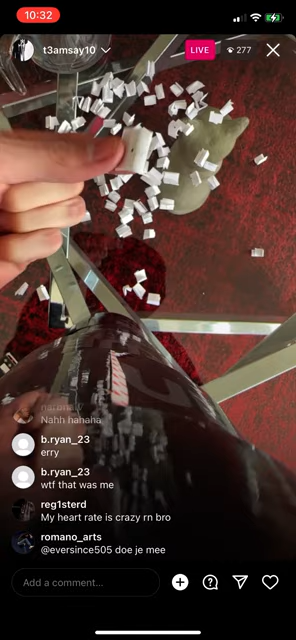 10:32
t3amsay10
LIVE
277
Nahh hahaha
b.ryan_23
erry
b.ryan_23
wtf that was me
reg1sterd
My heart rate is crazy rn bro
romano_arts
@eversince505 doe je mee
Add a comment...